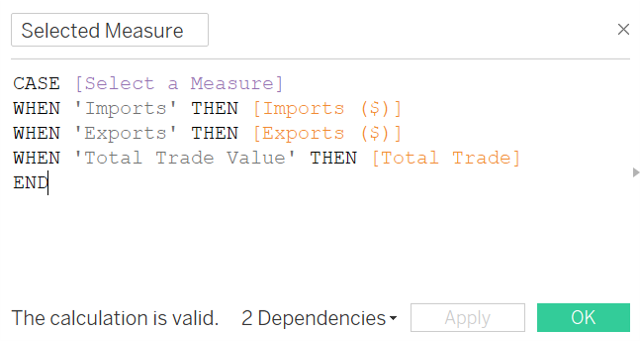 Selected Measure
CASE [Select a Measure]
WHEN 'Imports' THEN [Imports ($)]
WHEN 'Exports' THEN [Exports ($)]
WHEN 'Total Trade Value' THEN [Total Trade]
END
The calculation is valid. 2 Dependencies Apply OK